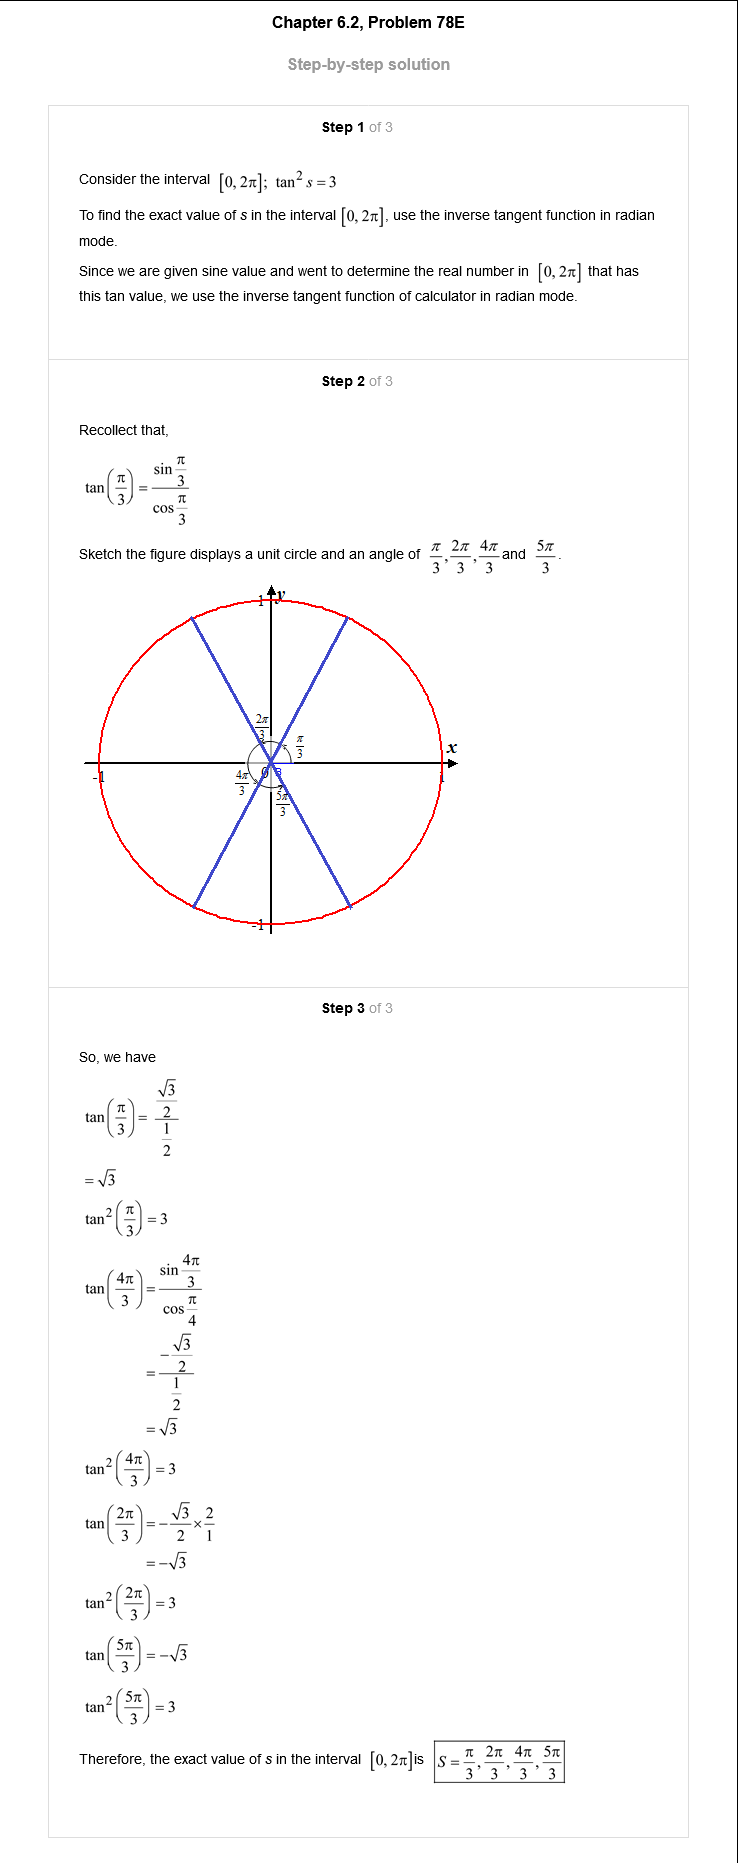 Chapter 6.2, Problem 78E
Step-by-step solution
Step 1 of 3
Consider the interval [0, 2π]; tan² s = 3
To find the exact value of s in the interval [0, 2π], use the inverse tangent function in radian
mode.
Since we are given sine value and went to determine the real number in [0, 2π] that has
this tan value, we use the inverse tangent function of calculator in radian mode.
Step 2 of 3
Recollect that,
tan(π/3) = (sin π/3)/(cos π/3)
Sketch the figure displays a unit circle and an angle of π/3, 2π/3, 4π/3 and 5π/3.
1 y
2π/3
π/3
x
-1
4π/3
0
5π/3
1
-1
Step 3 of 3
So, we have
tan(π/3) = (√3/2)/(1/2)
= √3
tan²(π/3) = 3
tan(4π/3) = (sin 4π/3)/(cos π/4)
= (-√3/2)/(1/2)
= √3
tan²(4π/3) = 3
tan(2π/3) = -√3/2 × 2/1
= -√3
tan²(2π/3) = 3
tan(5π/3) = -√3
tan²(5π/3) = 3
Therefore, the exact value of s in the interval [0, 2π] is S = π/3, 2π/3, 4π/3, 5π/3